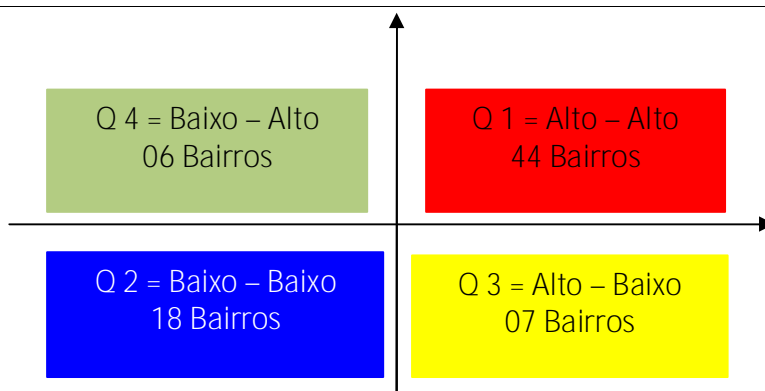 Q 4 = Baixo – Alto
06 Bairros
Q 1 = Alto – Alto
44 Bairros
Q 2 = Baixo – Baixo
18 Bairros
Q 3 = Alto – Baixo
07 Bairros